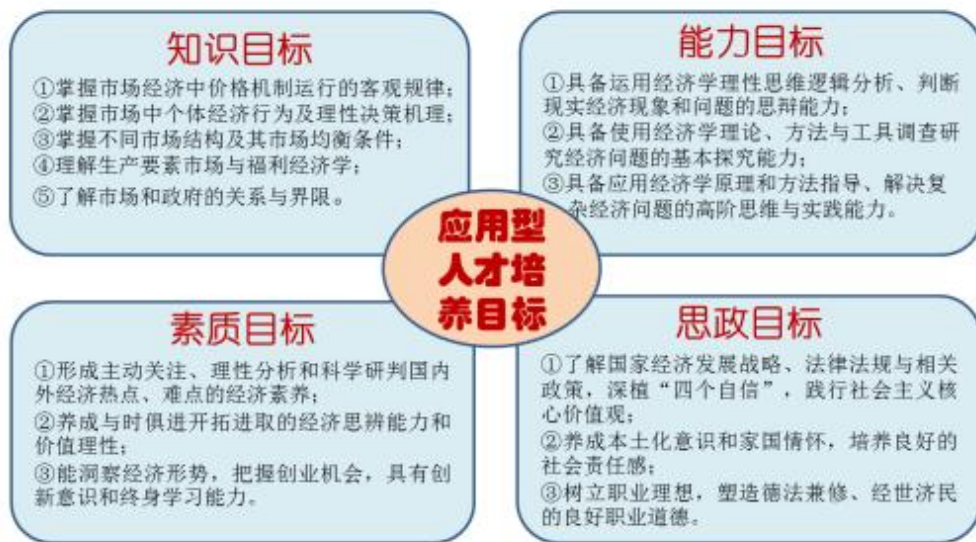 知识目标
①掌握市场经济中价格机制运行的客观规律;
②掌握市场中个体经济行为及理性决策机理;
③掌握不同市场结构及其市场均衡条件;
④理解生产要素市场与福利经济学;
⑤了解市场和政府的关系与界限。
能力目标
①具备运用经济学理性思维逻辑分析、判断
现实经济现象和问题的思辩能力;
②具备使用经济学理论、方法与工具调查研
究经济问题的基本探究能力;
③具备应用经济学原理和方法指导、解决复
杂经济问题的高阶思维与实践能力。
应用型
人才培
养目标
素质目标
①形成主动关注、理性分析和科学研判国内
外经济热点、难点的经济素养;
②养成与时俱进开拓进取的经济思辨能力和
价值理性;
③能洞察经济形势，把握创业机会，具有创
新意识和终身学习能力。
思政目标
①了解国家经济发展战略、法律法规与相关
政策，深植“四个自信”，践行社会主义核
心价值观;
②养成本土化意识和家国情怀，培养良好的
社会责任感;
③树立职业理想，塑造德法兼修、经世济民
的良好职业道德。